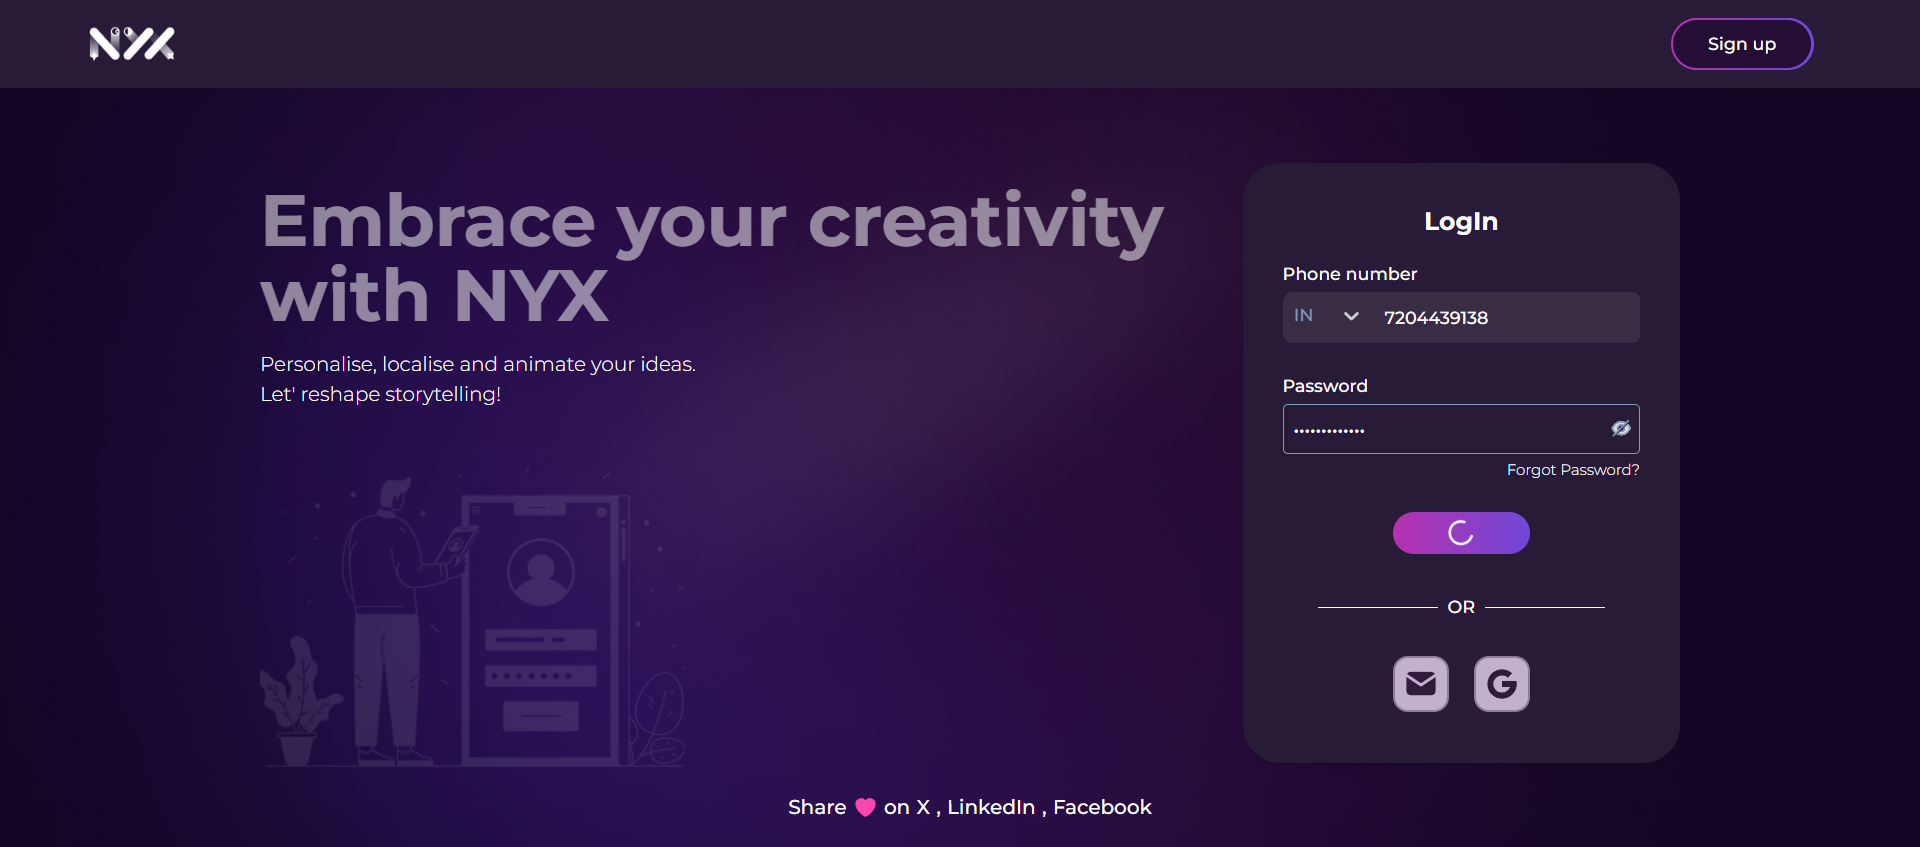 NYX
Sign up
Embrace your creativity
with NYX
Personalise, localise and animate your ideas.
Let' reshape storytelling!
LogIn
Phone number
IN 7204439138
Password
•••••••••••••
Forgot Password?
OR
G
Share on X , LinkedIn , Facebook